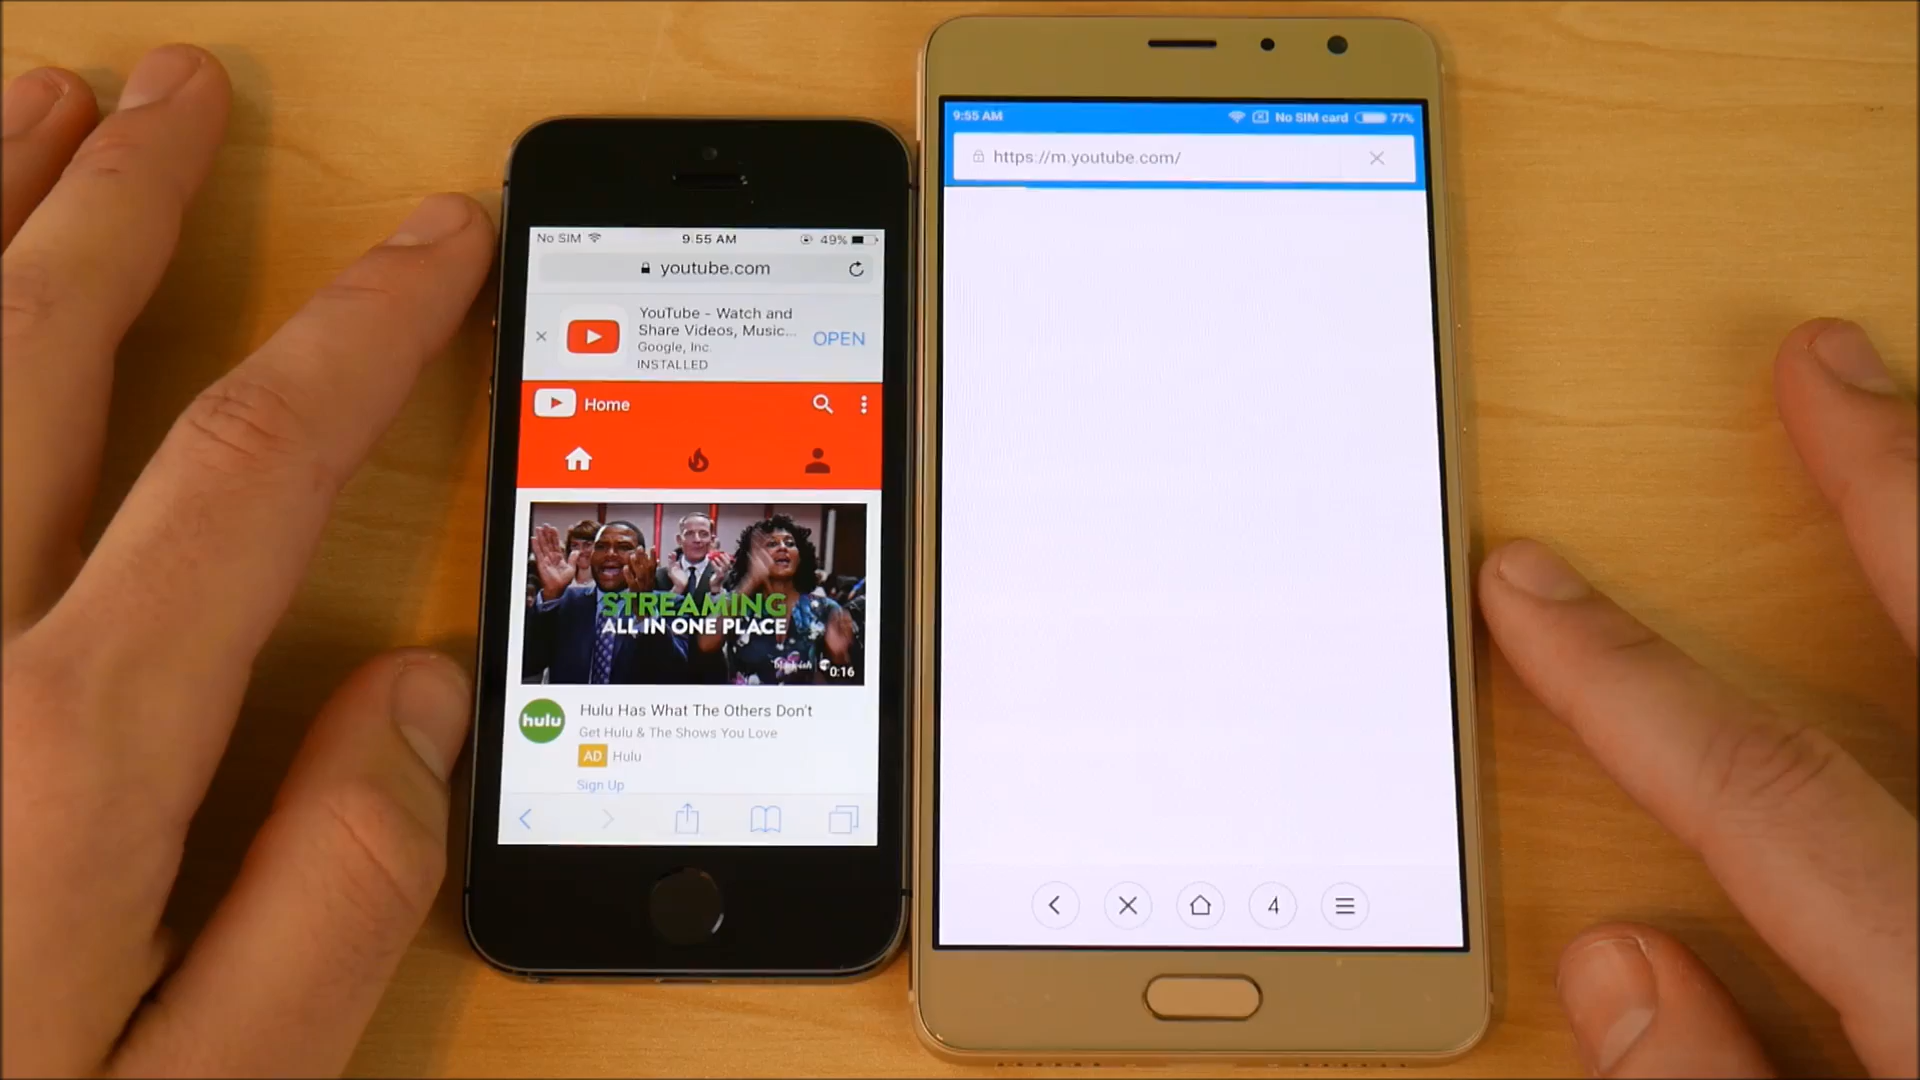 No SIM
9:55 AM
49%
youtube.com
YouTube - Watch and
Share Videos, Music...
Google, Inc.
INSTALLED
OPEN
Home
STREAMING
ALL IN ONE PLACE
black-ish
0:16
hulu
Hulu Has What The Others Don't
Get Hulu & The Shows You Love
AD Hulu
Sign Up
9:55 AM
No SIM card
77%
https://m.youtube.com/
4